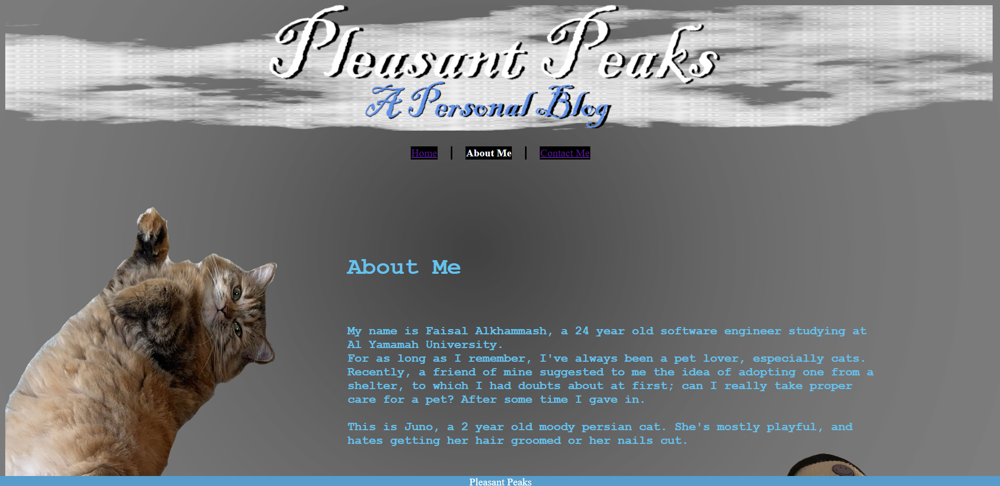 Pleasant Peaks
A Personal Blog
Home | About Me | Contact Me
About Me
My name is Faisal Alkhammash, a 24 year old software engineer studying at
Al Yamamah University.
For as long as I remember, I've always been a pet lover, especially cats.
Recently, a friend of mine suggested to me the idea of adopting one from a
shelter, to which I had doubts about at first; can I really take proper
care for a pet? After some time I gave in.
This is Juno, a 2 year old moody persian cat. She's mostly playful, and
hates getting her hair groomed or her nails cut.
Pleasant Peaks